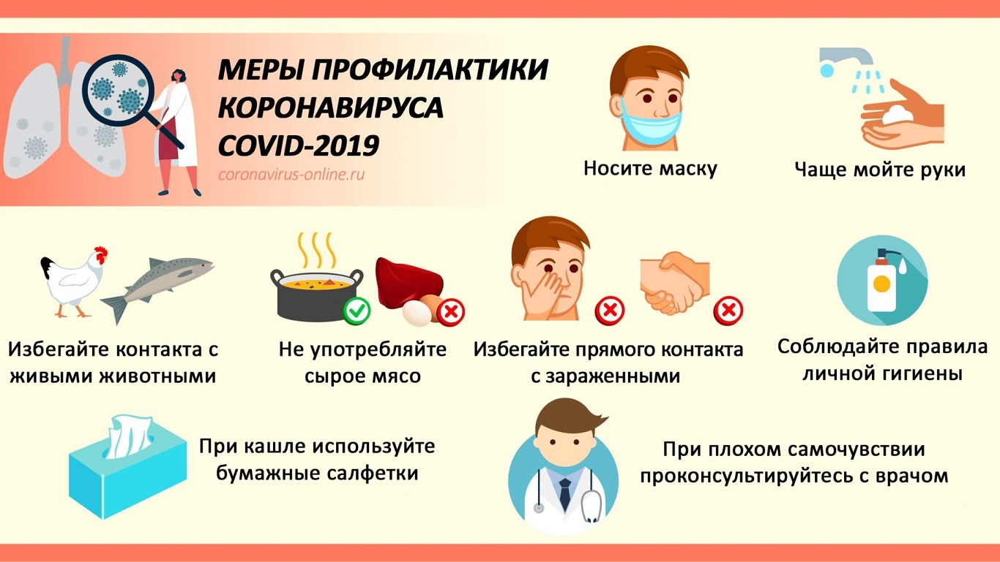 МЕРЫ ПРОФИЛАКТИКИ
КОРОНАВИРУСА
COVID-2019
coronavirus-online.ru
Носите маску
Чаще мойте руки
Избегайте контакта с
живыми животными
Не употребляйте
сырое мясо
Избегайте прямого контакта
с зараженными
Соблюдайте правила
личной гигиены
При кашле используйте
бумажные салфетки
При плохом самочувствии
проконсультируйтесь с врачом